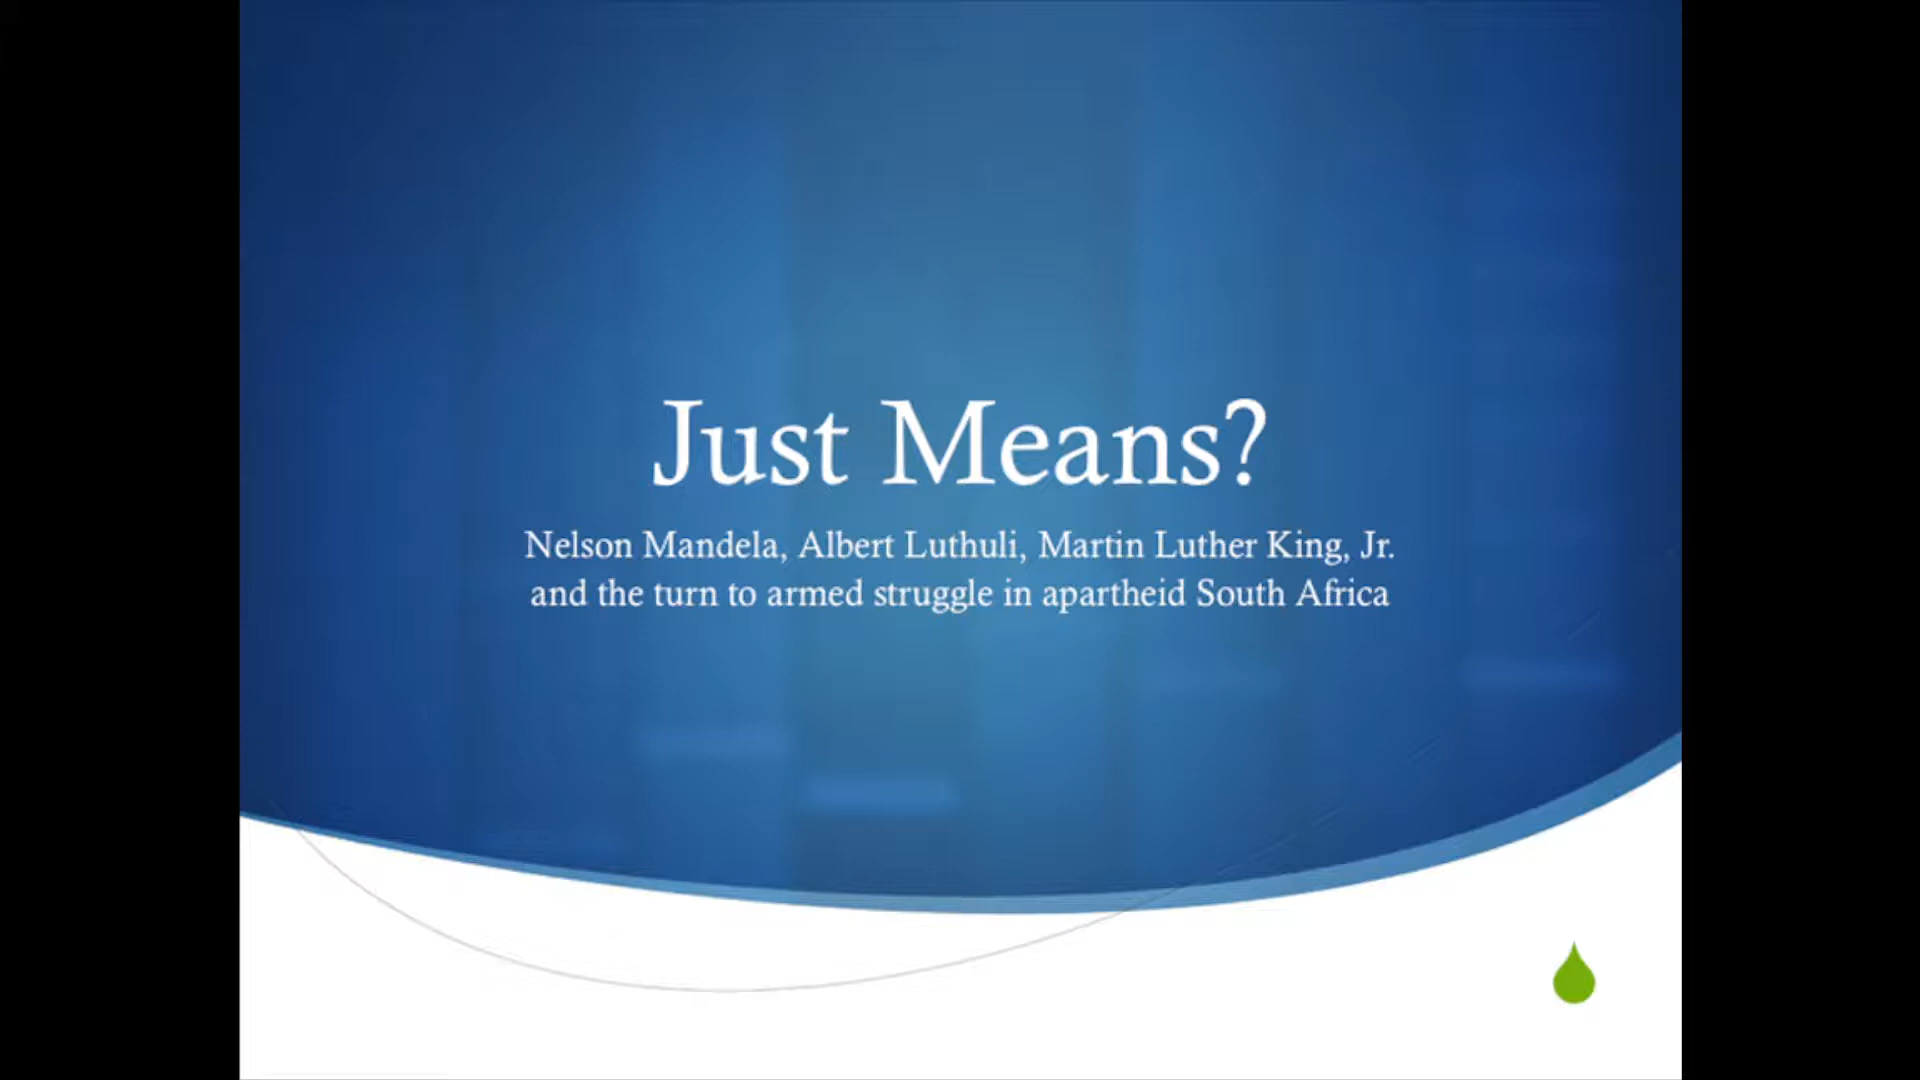 Just Means?
Nelson Mandela, Albert Luthuli, Martin Luther King, Jr.
and the turn to armed struggle in apartheid South Africa